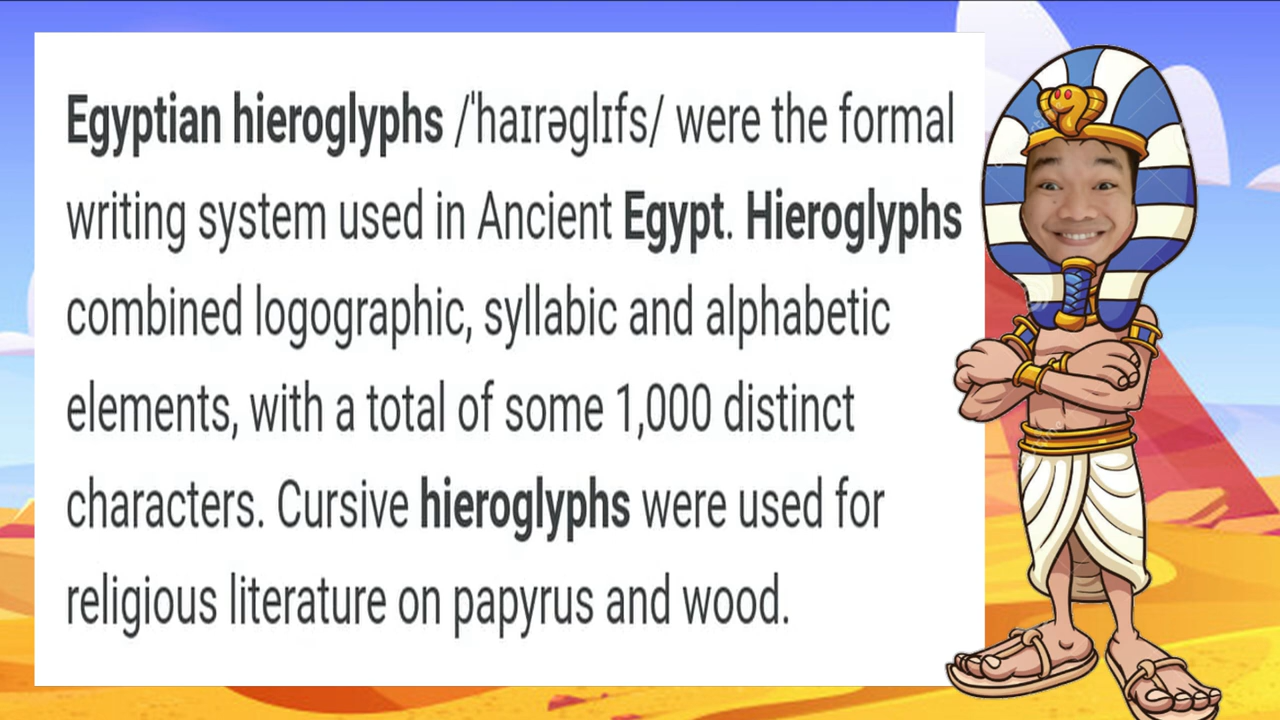 Egyptian hieroglyphs /ˈhaɪrəɡlɪfs/ were the formal
writing system used in Ancient Egypt. Hieroglyphs
combined logographic, syllabic and alphabetic
elements, with a total of some 1,000 distinct
characters. Cursive hieroglyphs were used for
religious literature on papyrus and wood.